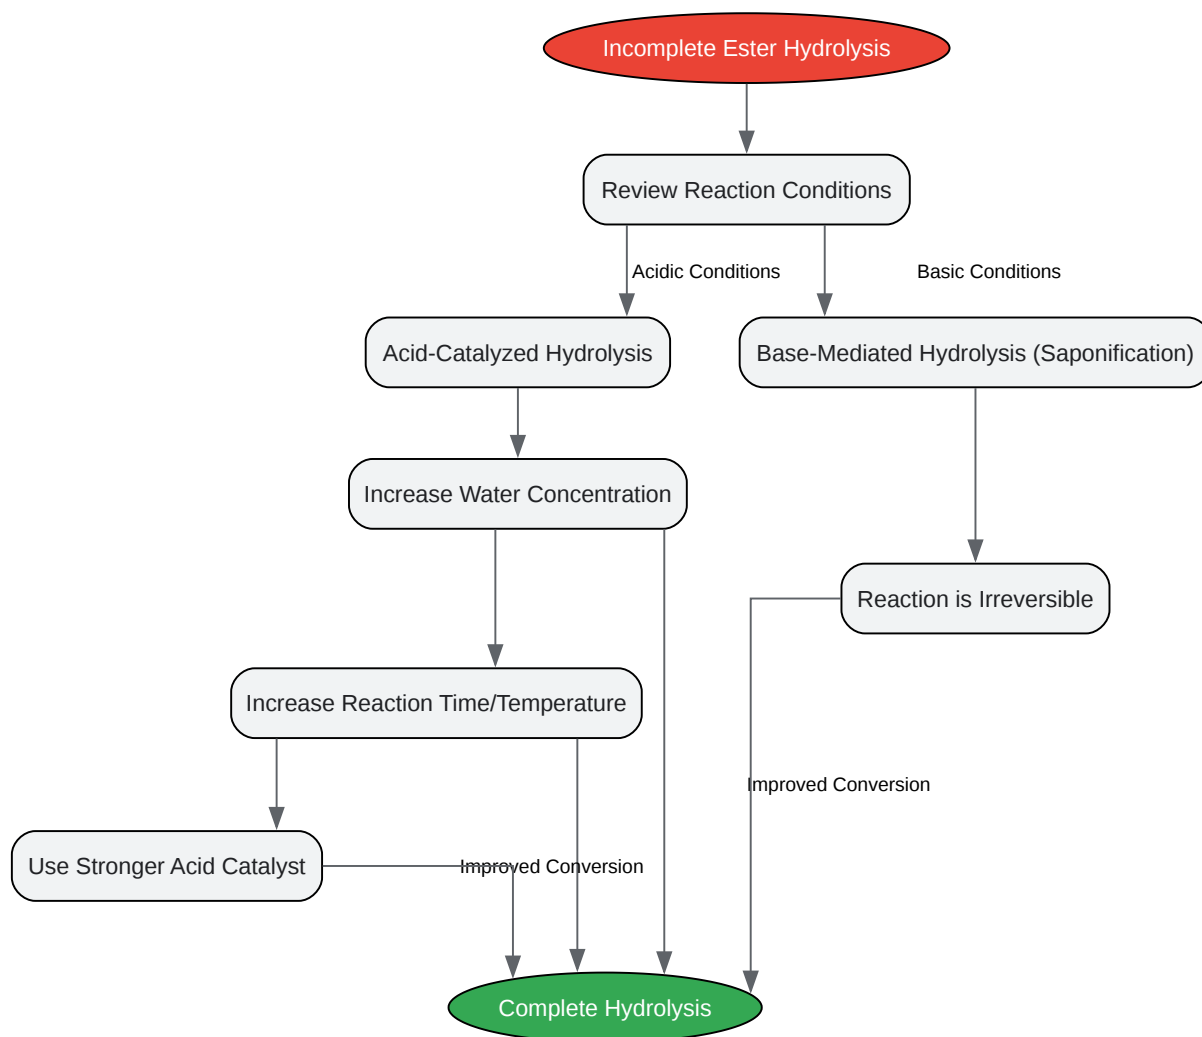 Incomplete Ester Hydrolysis
Review Reaction Conditions
Acidic Conditions
Basic Conditions
Acid-Catalyzed Hydrolysis
Base-Mediated Hydrolysis (Saponification)
Increase Water Concentration
Reaction is Irreversible
Increase Reaction Time/Temperature
Improved Conversion
Use Stronger Acid Catalyst
Improved Conversion
Complete Hydrolysis